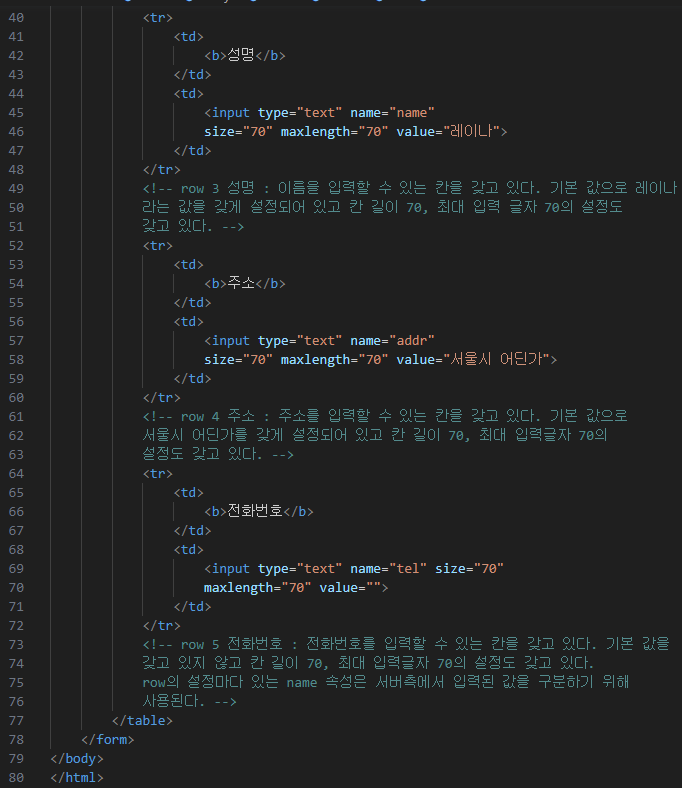 40 <tr>
41 <td>
42 <b>성명</b>
43 </td>
44 <td>
45 <input type="text" name="name"
46 size="70" maxlength="70" value="레이나">
47 </td>
48 </tr>
49 <!-- row 3 성명 : 이름을 입력할 수 있는 칸을 갖고 있다. 기본 값으로 레이나
50 라는 값을 갖게 설정되어 있고 칸 길이 70, 최대 입력 글자 70의 설정도
51 갖고 있다. -->
52 <tr>
53 <td>
54 <b>주소</b>
55 </td>
56 <td>
57 <input type="text" name="addr"
58 size="70" maxlength="70" value="서울시 어딘가">
59 </td>
60 </tr>
61 <!-- row 4 주소 : 주소를 입력할 수 있는 칸을 갖고 있다. 기본 값으로
62 서울시 어딘가를 갖게 설정되어 있고 칸 길이 70, 최대 입력글자 70의
63 설정도 갖고 있다. -->
64 <tr>
65 <td>
66 <b>전화번호</b>
67 </td>
68 <td>
69 <input type="text" name="tel" size="70"
70 maxlength="70" value="">
71 </td>
72 </tr>
73 <!-- row 5 전화번호 : 전화번호를 입력할 수 있는 칸을 갖고 있다. 기본 값을
74 갖고 있지 않고 칸 길이 70, 최대 입력글자 70의 설정도 갖고 있다.
75 row의 설정마다 있는 name 속성은 서버측에서 입력된 값을 구분하기 위해
76 사용된다. -->
77 </table>
78 </form>
79 </body>
80 </html>